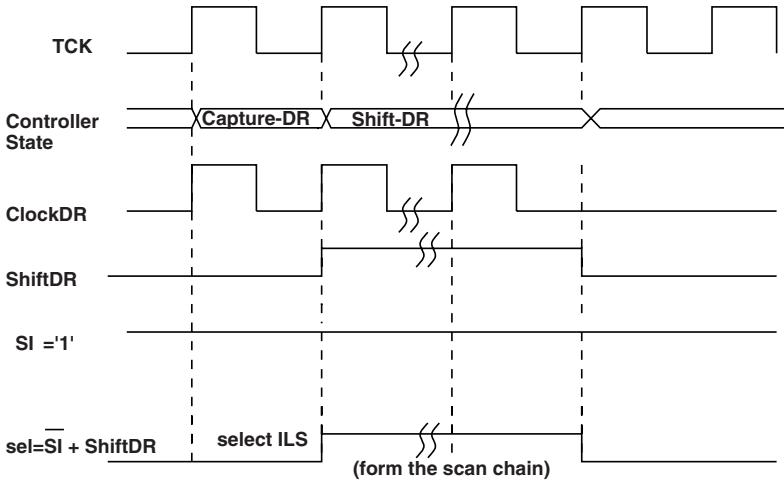 TCK
Controller
State
Capture-DR
Shift-DR
ClockDR
ShiftDR
SI ='1'
sel=S̅I̅ + ShiftDR
select ILS
(form the scan chain)